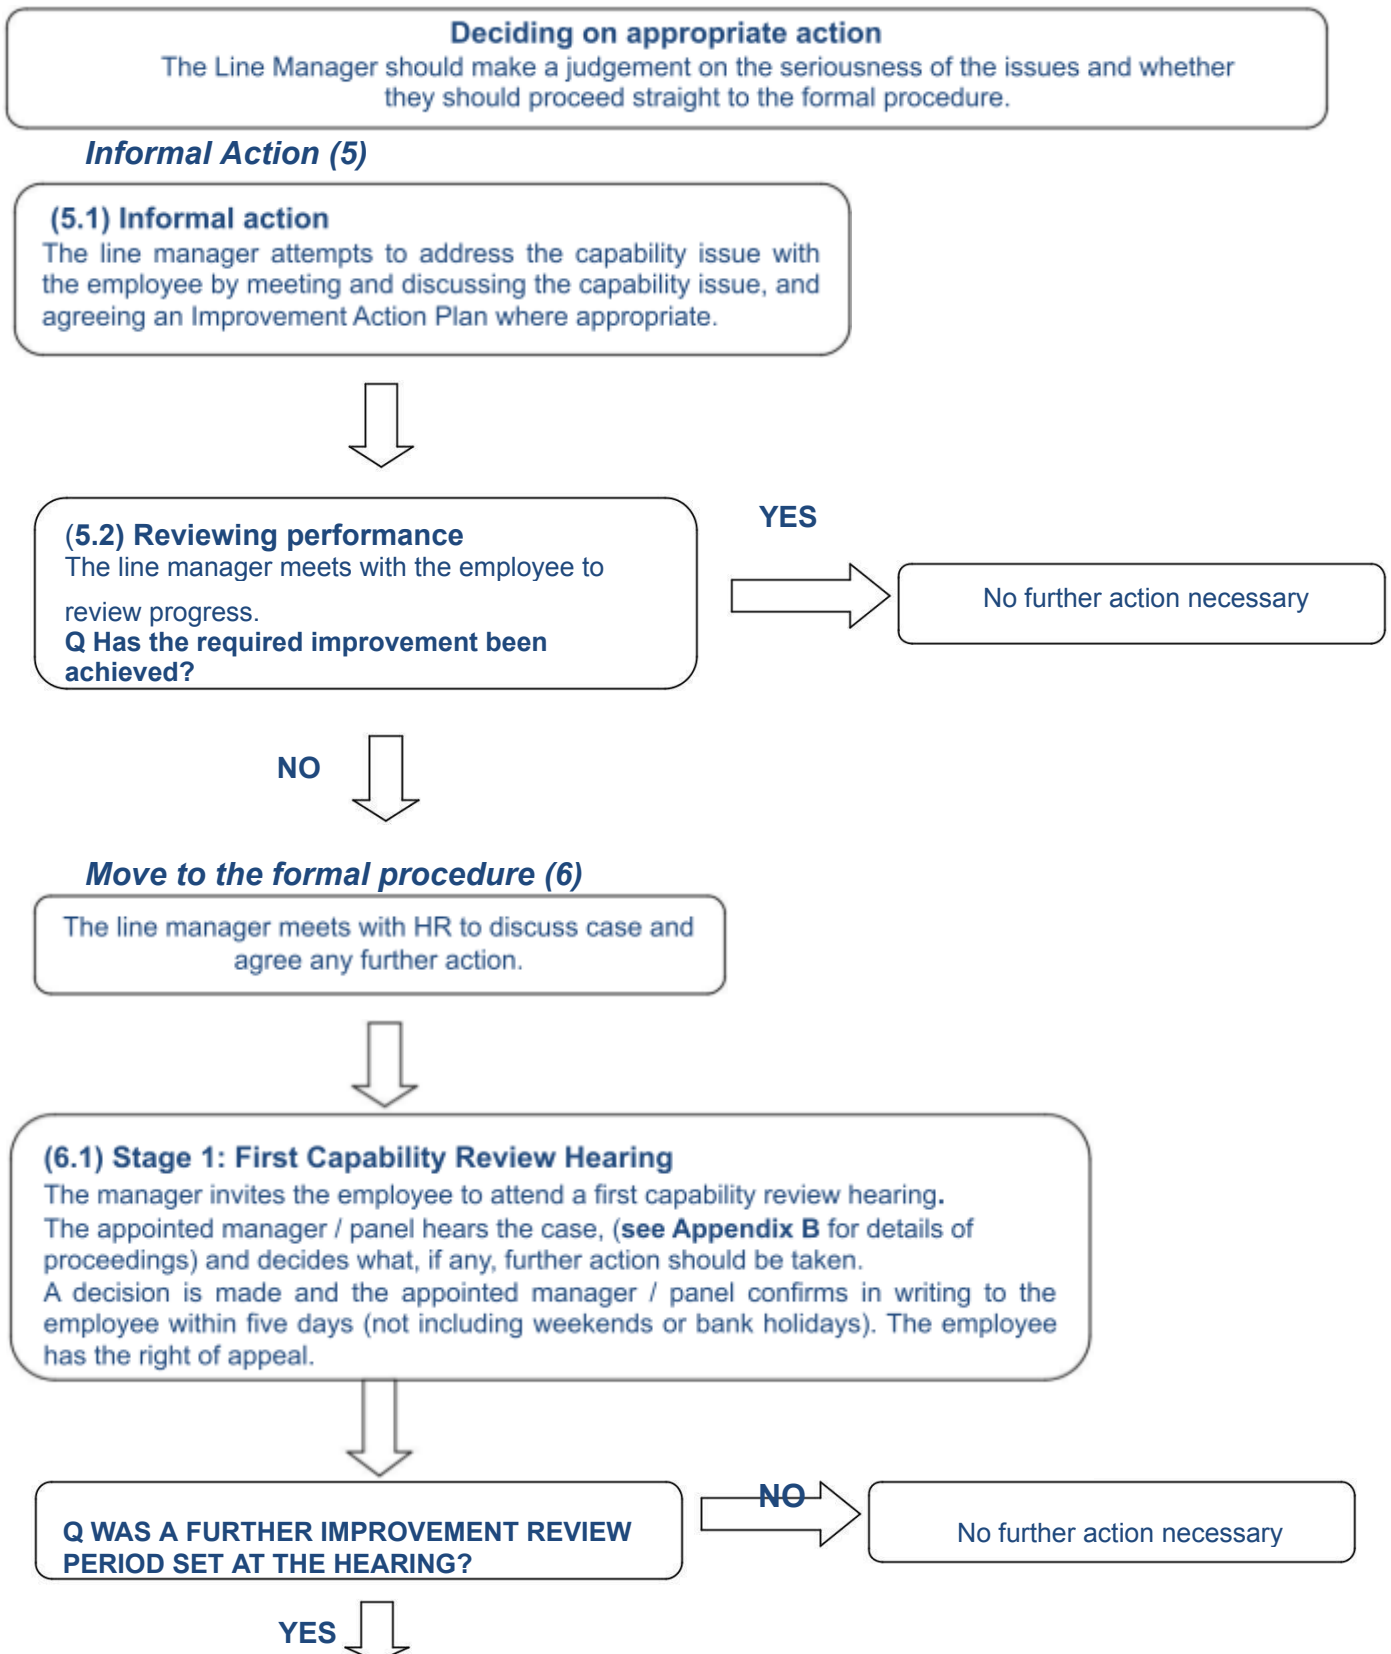 Deciding on appropriate action
The Line Manager should make a judgement on the seriousness of the issues and whether
they should proceed straight to the formal procedure.
Informal Action (5)
(5.1) Informal action
The line manager attempts to address the capability issue with
the employee by meeting and discussing the capability issue, and
agreeing an Improvement Action Plan where appropriate.
(5.2) Reviewing performance
The line manager meets with the employee to
review progress.
Q Has the required improvement been
achieved?
YES
No further action necessary
NO
Move to the formal procedure (6)
The line manager meets with HR to discuss case and
agree any further action.
(6.1) Stage 1: First Capability Review Hearing
The manager invites the employee to attend a first capability review hearing.
The appointed manager / panel hears the case, (see Appendix B for details of
proceedings) and decides what, if any, further action should be taken.
A decision is made and the appointed manager / panel confirms in writing to the
employee within five days (not including weekends or bank holidays). The employee
has the right of appeal.
Q WAS A FURTHER IMPROVEMENT REVIEW
PERIOD SET AT THE HEARING?
NO
No further action necessary
YES